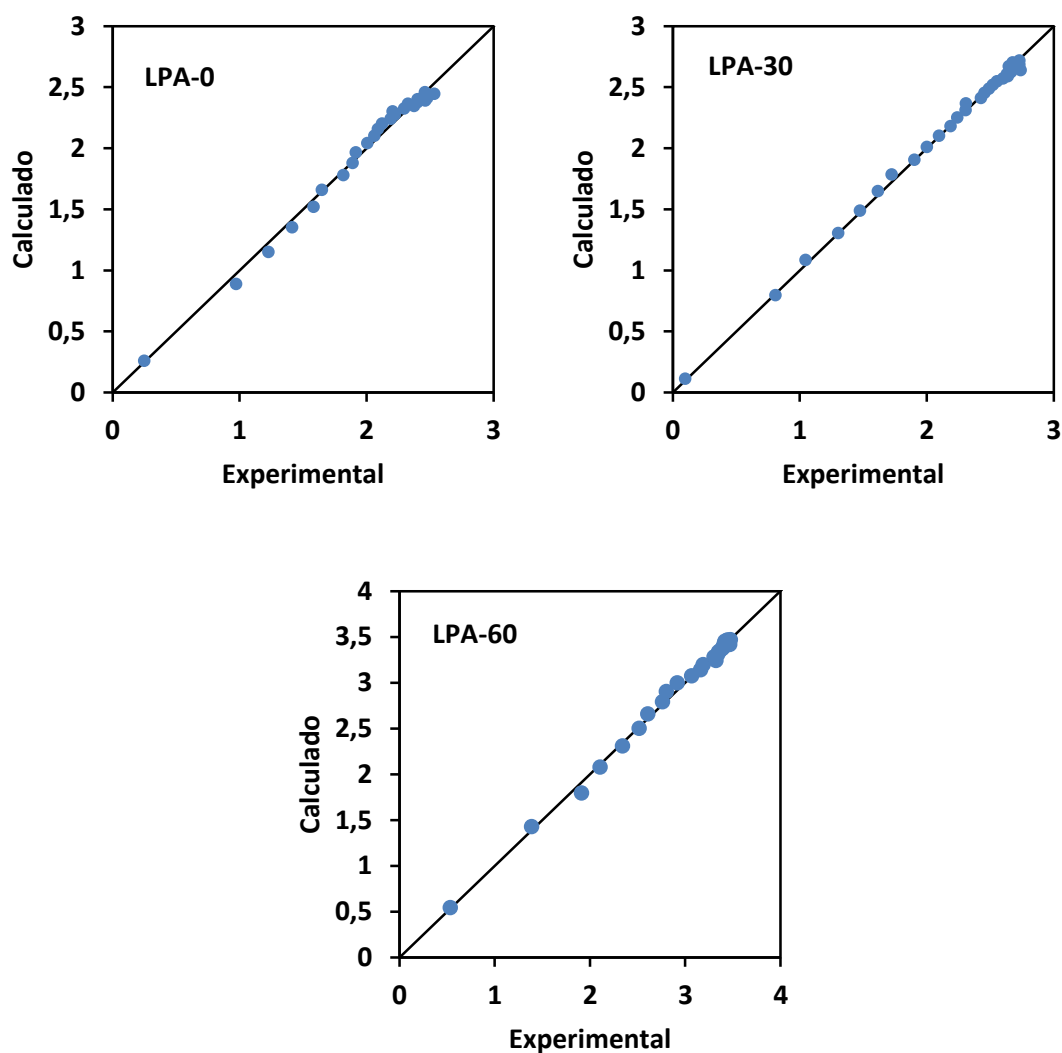 LPA-0
3
2,5
2
1,5
1
0,5
0
Calculado
0 1 2 3
Experimental
LPA-30
3
2,5
2
1,5
1
0,5
0
Calculado
0 1 2 3
Experimental
LPA-60
4
3,5
3
2,5
2
1,5
1
0,5
0
Calculado
0 1 2 3 4
Experimental